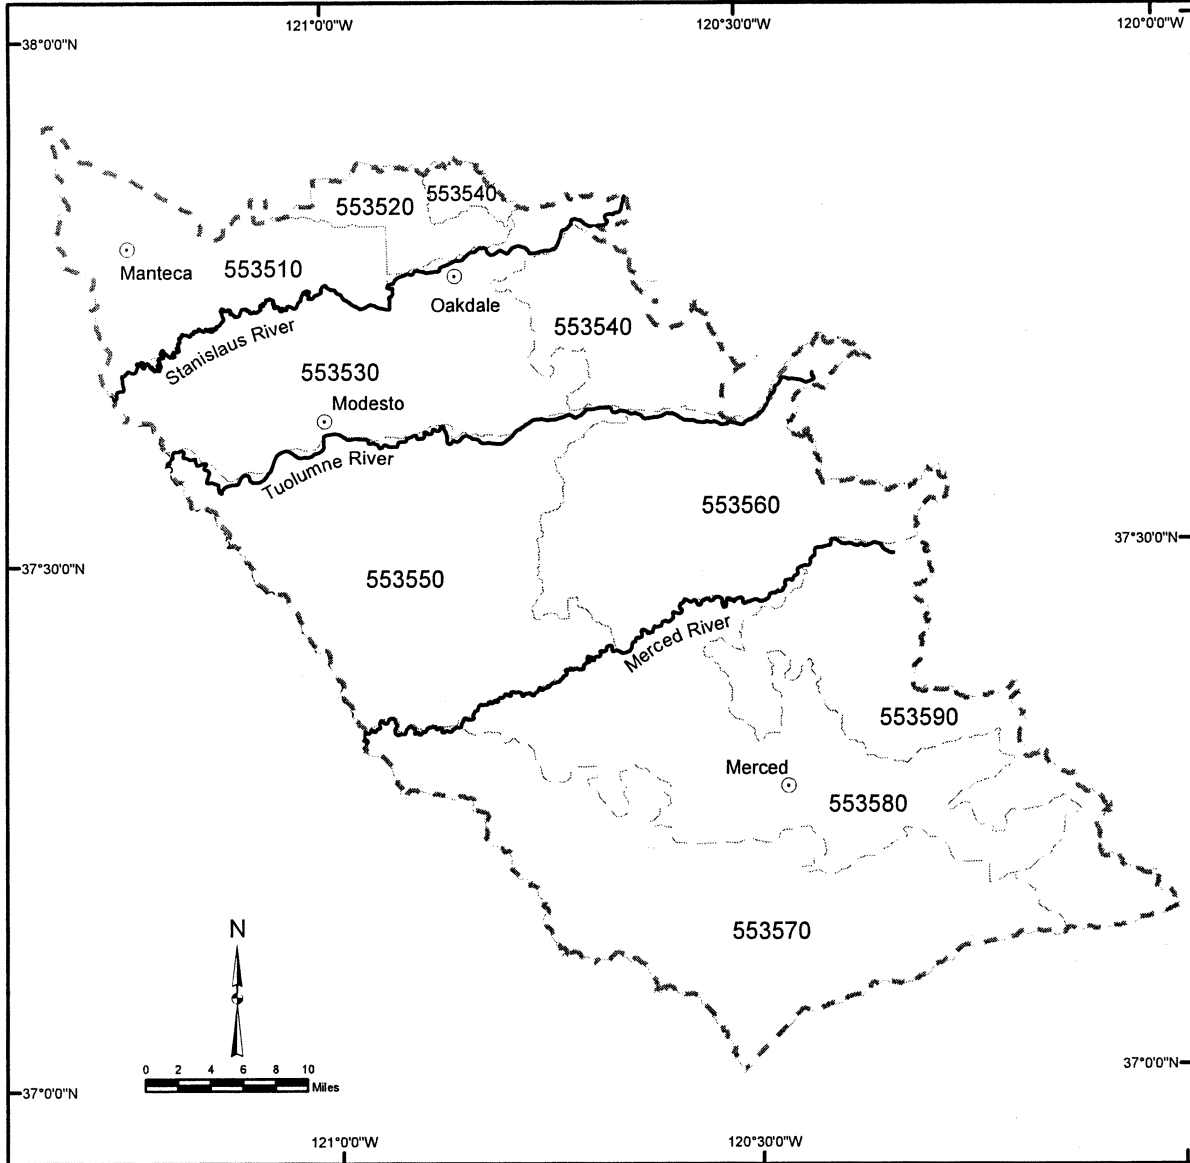 121°0'0"W
120°30'0"W
120°0'0"W
38°0'0"N
553520
553540
Manteca
553510
Oakdale
553540
Stanislaus River
553530
Modesto
Tuolumne River
553560
37°30'0"N
37°30'0"N
553550
Merced River
553590
Merced
553580
N
553570
0 2 4 6 8 10
Miles
37°0'0"N
37°0'0"N
121°0'0"W
120°30'0"W